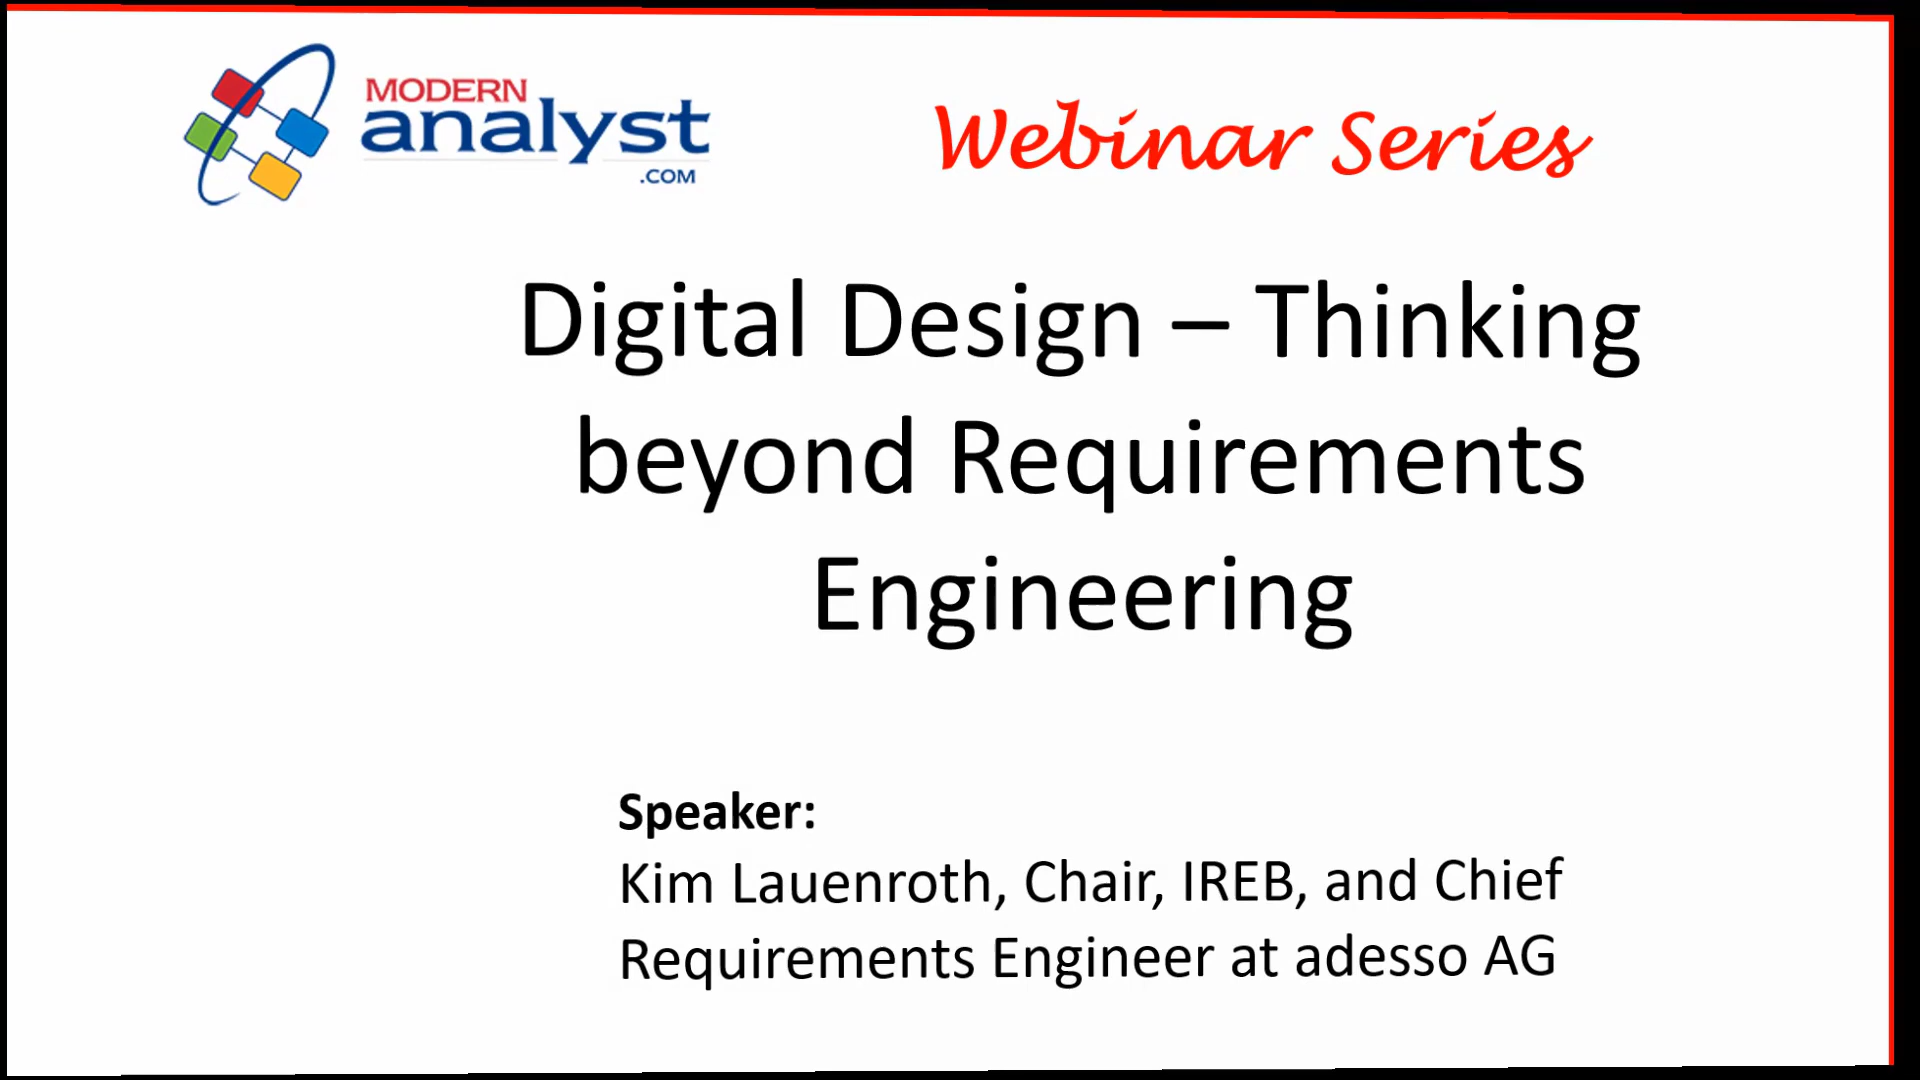 MODERN
analyst
.COM
Webinar Series
Digital Design – Thinking
beyond Requirements
Engineering
Speaker:
Kim Lauenroth, Chair, IREB, and Chief
Requirements Engineer at adesso AG